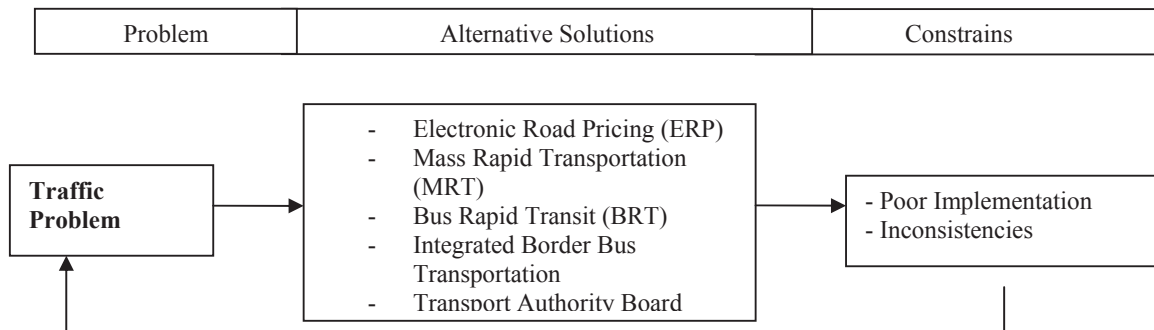 Problem
Alternative Solutions
Constrains
Traffic
Problem
- Electronic Road Pricing (ERP)
- Mass Rapid Transportation
(MRT)
- Bus Rapid Transit (BRT)
- Integrated Border Bus
Transportation
- Transport Authority Board
- Poor Implementation
- Inconsistencies